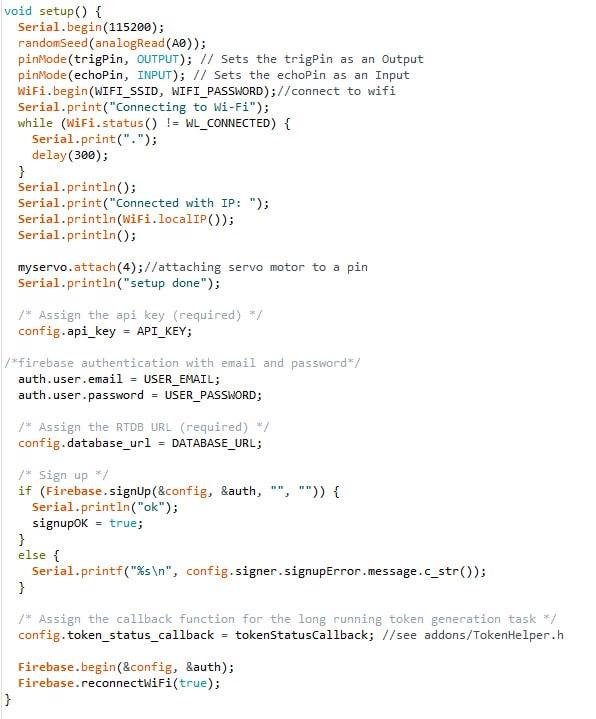 void setup() {
  Serial.begin(115200);
  randomSeed(analogRead(A0));
  pinMode(trigPin, OUTPUT); // Sets the trigPin as an Output
  pinMode(echoPin, INPUT); // Sets the echoPin as an Input
  WiFi.begin(WIFI_SSID, WIFI_PASSWORD);//connect to wifi
  Serial.print("Connecting to Wi-Fi");
  while (WiFi.status() != WL_CONNECTED) {
    Serial.print(".");
    delay(300);
  }
  Serial.println();
  Serial.print("Connected with IP: ");
  Serial.println(WiFi.localIP());
  Serial.println();

  myservo.attach(4);//attaching servo motor to a pin
  Serial.println("setup done");

  /* Assign the api key (required) */
  config.api_key = API_KEY;

/*firebase authentication with email and password*/
  auth.user.email = USER_EMAIL;
  auth.user.password = USER_PASSWORD;

  /* Assign the RTDB URL (required) */
  config.database_url = DATABASE_URL;

  /* Sign up */
  if (Firebase.signUp(&config, &auth, "", "")) {
    Serial.println("ok");
    signupOK = true;
  }
  else {
    Serial.printf("%s\n", config.signer.signupError.message.c_str());
  }

  /* Assign the callback function for the long running token generation task */
  config.token_status_callback = tokenStatusCallback; //see addons/TokenHelper.h

  Firebase.begin(&config, &auth);
  Firebase.reconnectWiFi(true);
}